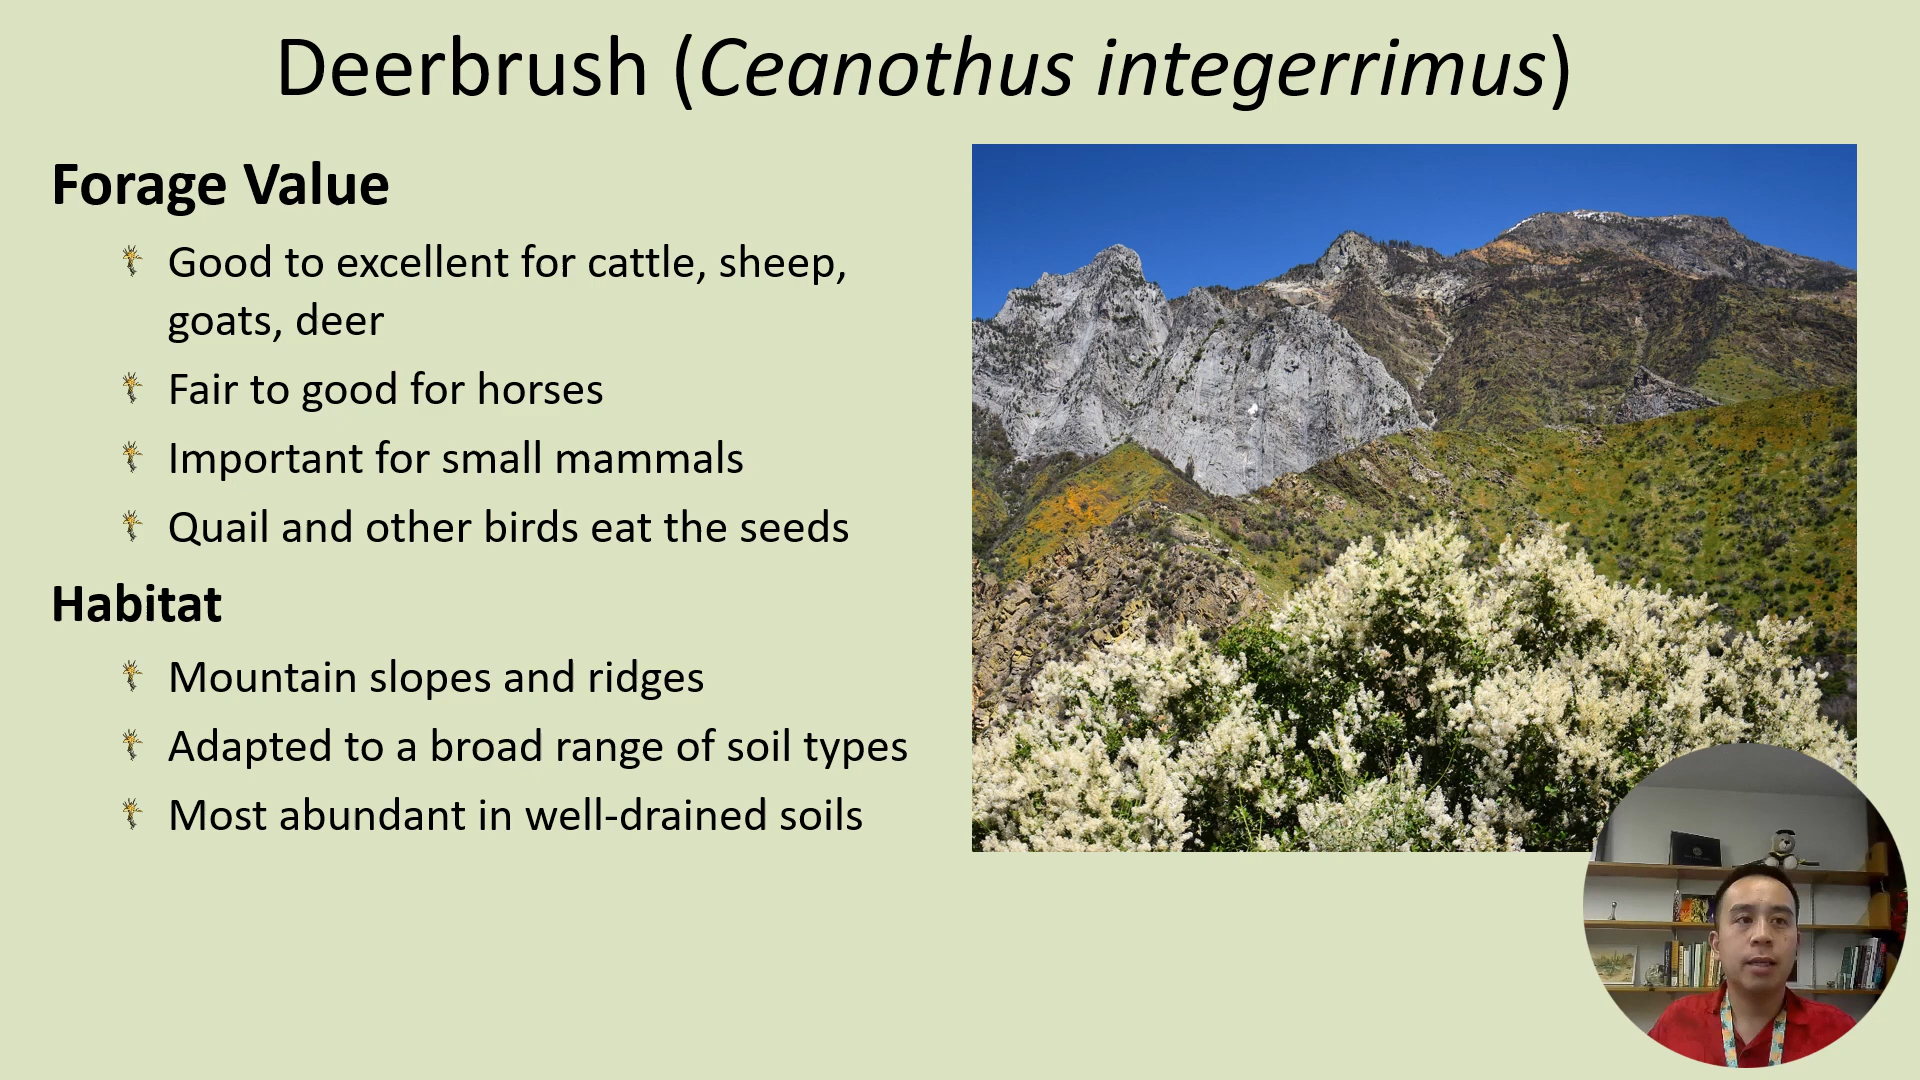 Deerbrush (Ceanothus integerrimus)
Forage Value
Good to excellent for cattle, sheep,
goats, deer
Fair to good for horses
Important for small mammals
Quail and other birds eat the seeds
Habitat
Mountain slopes and ridges
Adapted to a broad range of soil types
Most abundant in well-drained soils